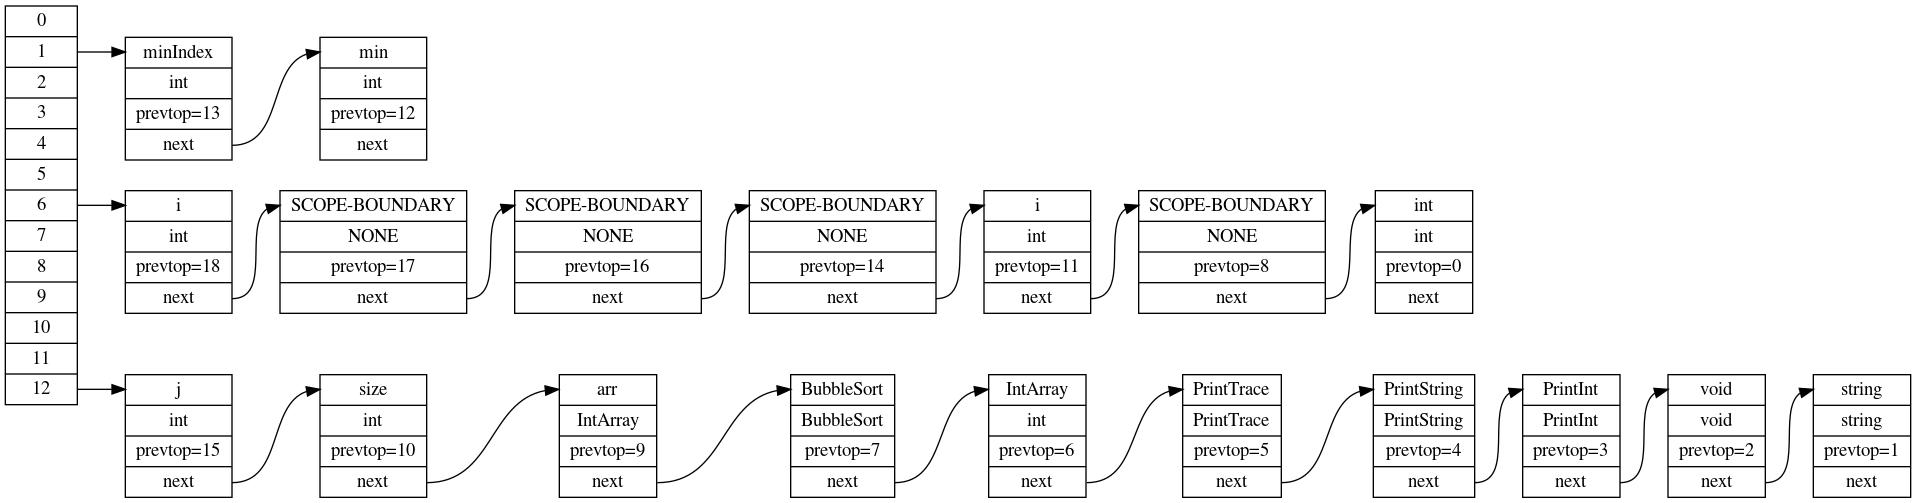 0
1
2
3
4
5
6
7
8
9
10
11
12
minIndex
int
prevtop=13
next
min
int
prevtop=12
next
i
int
prevtop=18
next
SCOPE-BOUNDARY
NONE
prevtop=17
next
SCOPE-BOUNDARY
NONE
prevtop=16
next
SCOPE-BOUNDARY
NONE
prevtop=14
next
i
int
prevtop=11
next
SCOPE-BOUNDARY
NONE
prevtop=8
next
int
int
prevtop=0
next
j
int
prevtop=15
next
size
int
prevtop=10
next
arr
IntArray
prevtop=9
next
BubbleSort
BubbleSort
prevtop=7
next
IntArray
int
prevtop=6
next
PrintTrace
PrintTrace
prevtop=5
next
PrintString
PrintString
prevtop=4
next
PrintInt
PrintInt
prevtop=3
next
void
void
prevtop=2
next
string
string
prevtop=1
next